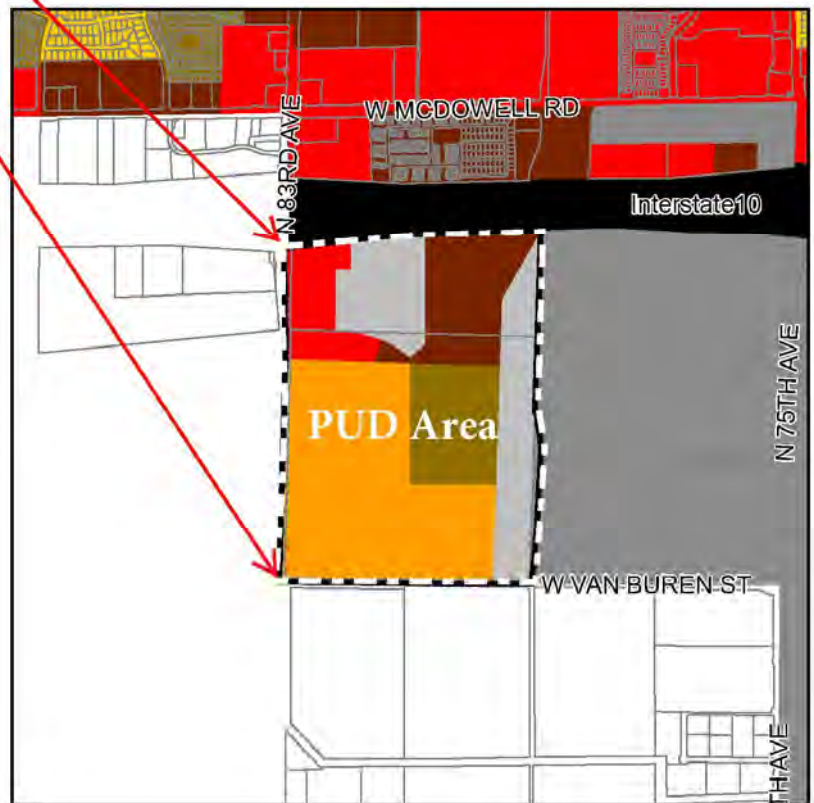 W MCDOWELL RD
N 83RD AVE
Interstate10
N 75TH AVE
PUD Area
W VAN BUREN ST
TH AVE